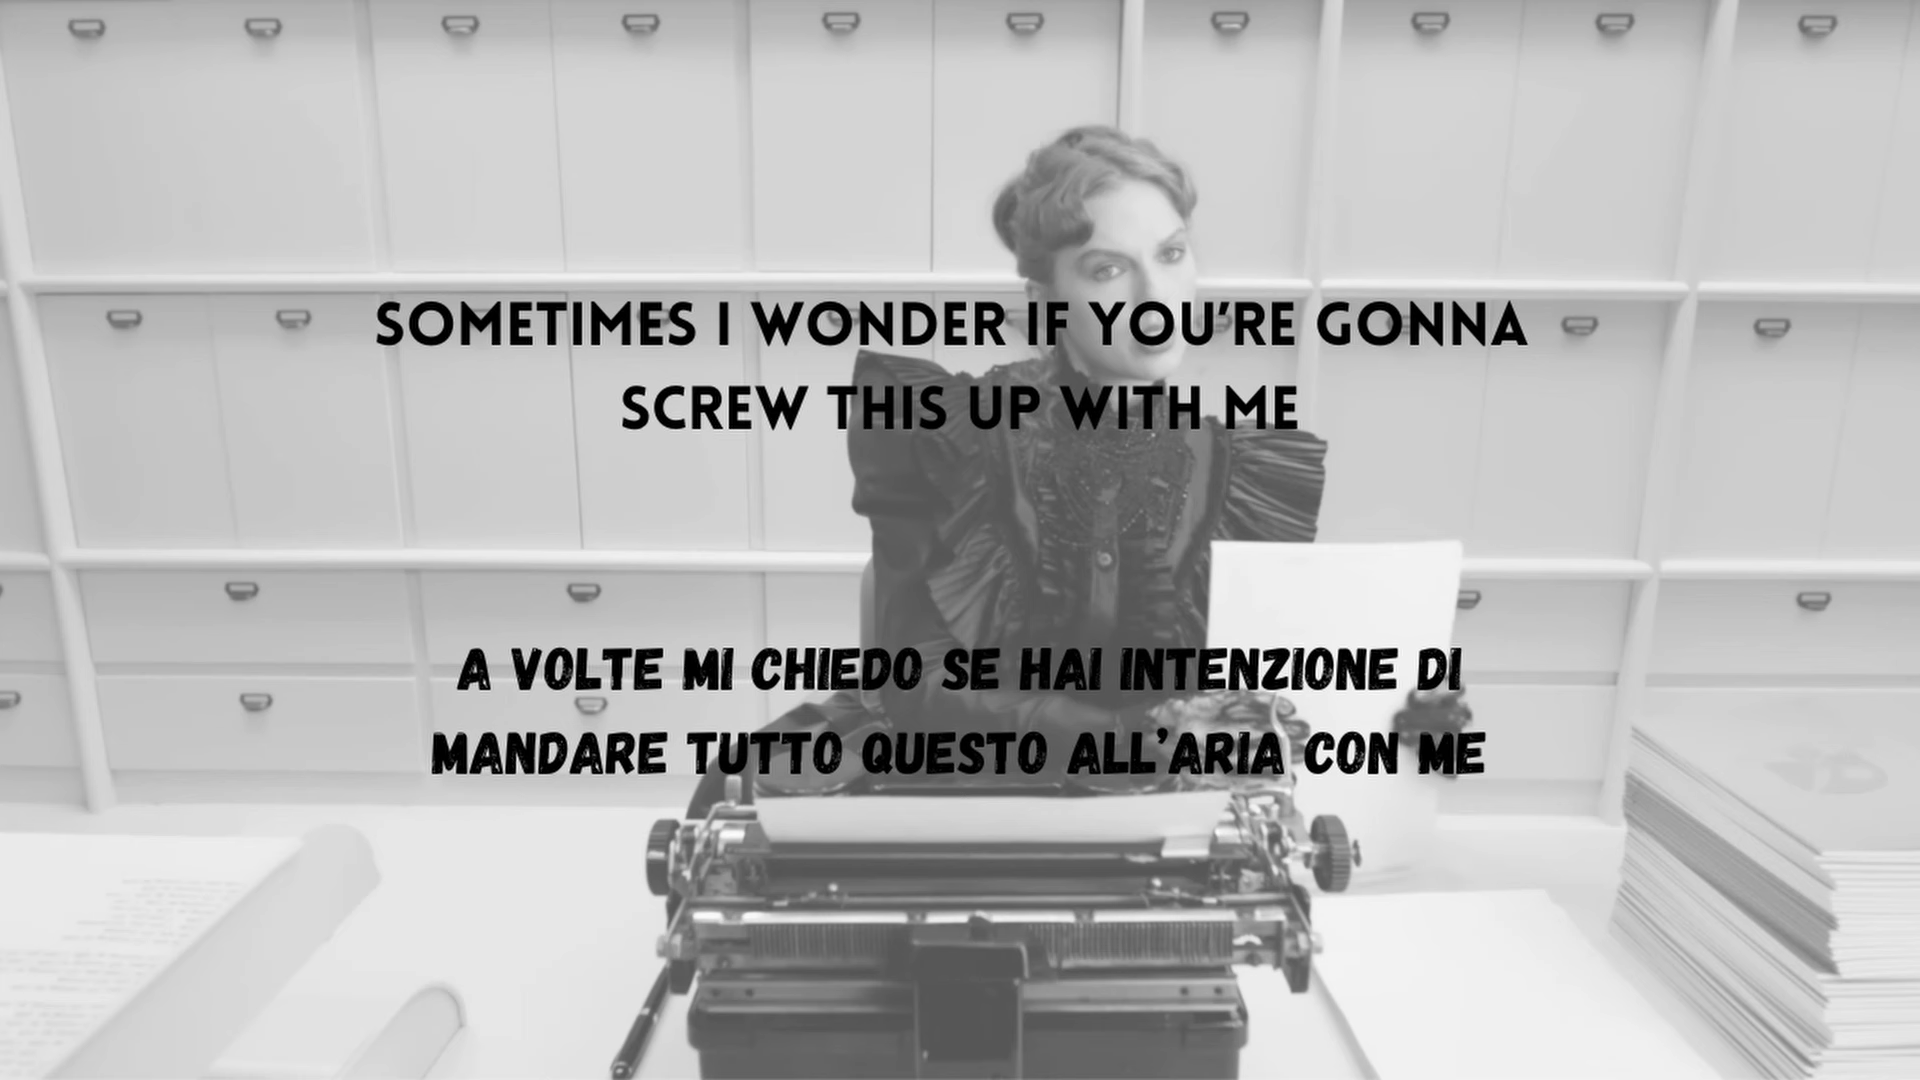 SOMETIMES I WONDER IF YOU'RE GONNA
SCREW THIS UP WITH ME
A VOLTE MI CHIEDO SE HAI INTENZIONE DI
MANDARE TUTTO QUESTO ALL'ARIA CON ME